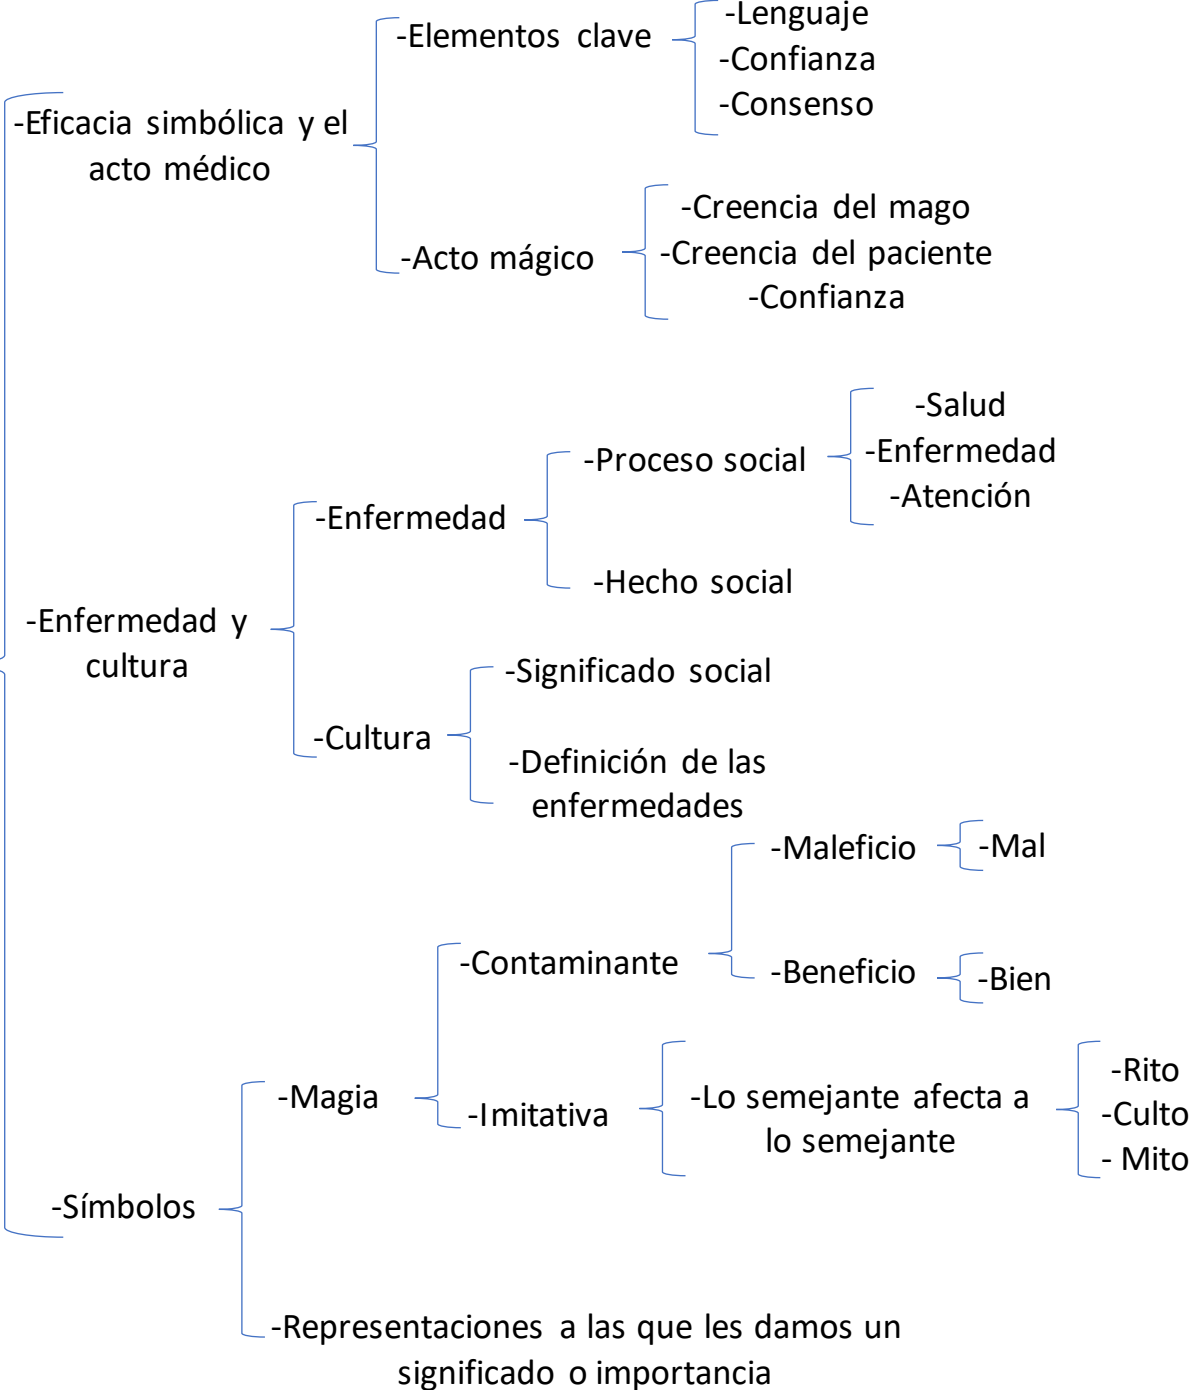 -Lenguaje
-Elementos clave
-Confianza
-Consenso
-Eficacia simbólica y el
acto médico
-Creencia del mago
-Acto mágico
-Creencia del paciente
-Confianza
-Salud
-Proceso social
-Enfermedad
-Atención
-Enfermedad
-Hecho social
-Enfermedad y
cultura
-Significado social
-Cultura
-Definición de las
enfermedades
-Maleficio
-Mal
-Contaminante
-Beneficio
-Bien
-Magia
-Imitativa
-Lo semejante afecta a
lo semejante
-Rito
-Culto
- Mito
-Símbolos
-Representaciones a las que les damos un
significado o importancia